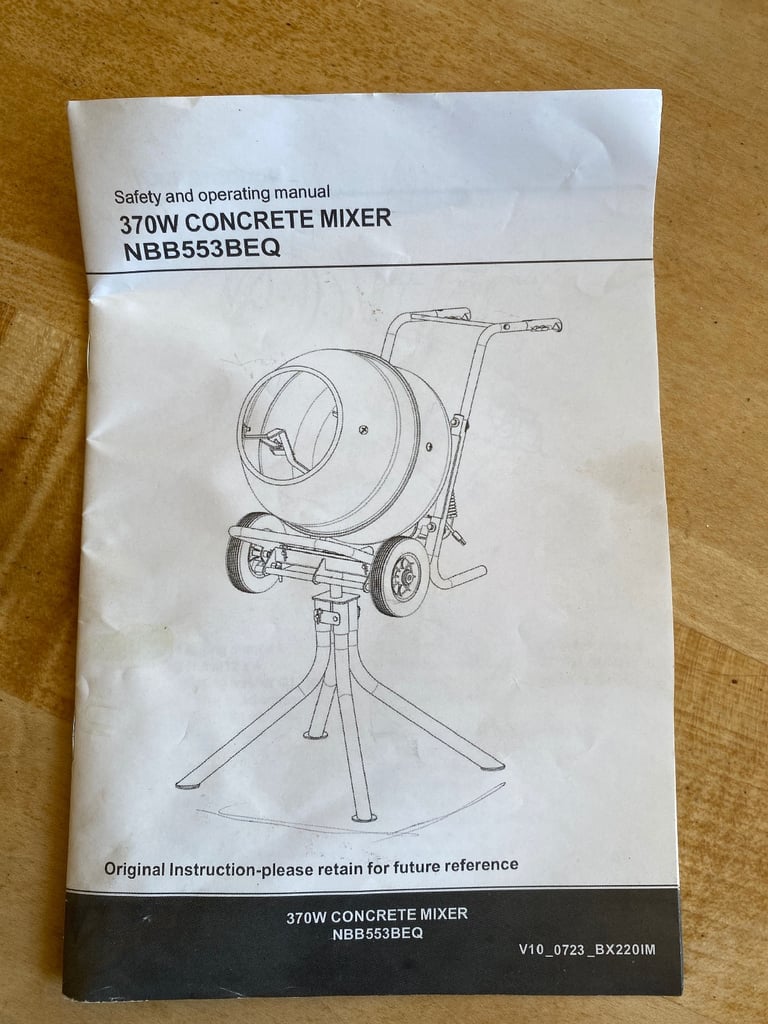 Safety and operating manual
370W CONCRETE MIXER
NBB553BEQ
Original Instruction-please retain for future reference
370W CONCRETE MIXER
NBB553BEQ
V10_0723_BX220IM